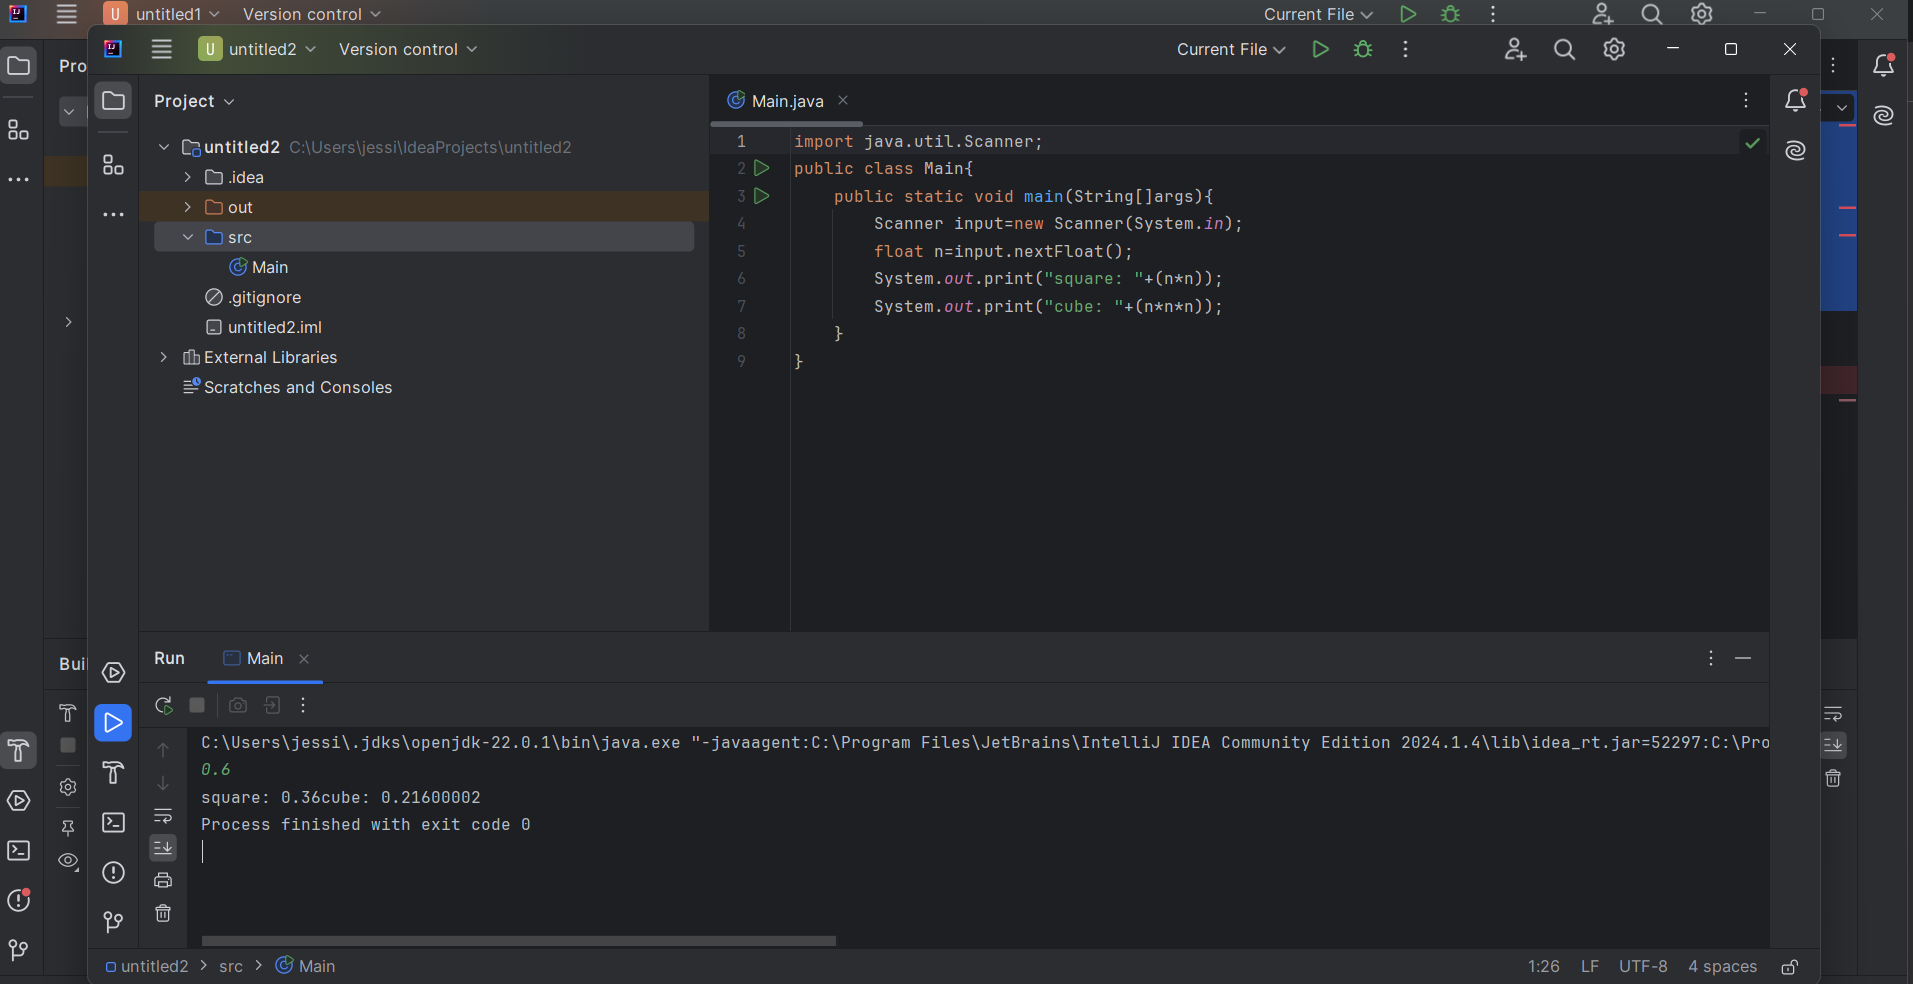 untitled1 Version control Current File
U untitled2 Version control Current File
Pro
Project
Main.java
untitled2 C:\Users\jessi\IdeaProjects\untitled2
.idea
out
src
Main
.gitignore
untitled2.iml
External Libraries
Scratches and Consoles
1 import java.util.Scanner;
2 public class Main{
3 public static void main(String[]args){
4 Scanner input=new Scanner(System.in);
5 float n=input.nextFloat();
6 System.out.print("square: "+(n*n));
7 System.out.print("cube: "+(n*n*n));
8 }
9 }
Bui
Run Main
C:\Users\jessi\.jdks\openjdk-22.0.1\bin\java.exe "-javaagent:C:\Program Files\JetBrains\IntelliJ IDEA Community Edition 2024.1.4\lib\idea_rt.jar=52297:C:\Pro
0.6
square: 0.36cube: 0.21600002
Process finished with exit code 0
untitled2 > src > Main 1:26 LF UTF-8 4 spaces